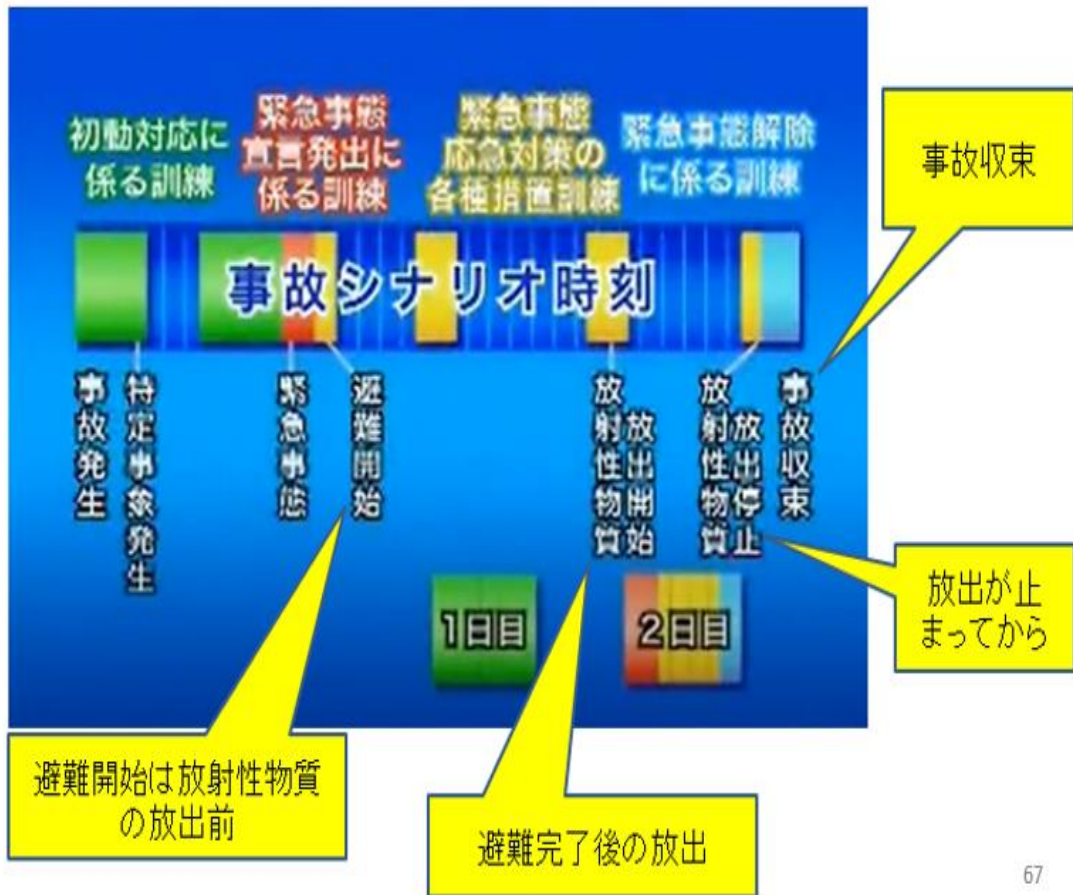 初動対応に
係る訓練
緊急事態
宣言発出に
係る訓練
緊急事態
応急対策の
各種措置訓練
緊急事態解除
に係る訓練
事故収束
事故シナリオ時刻
事故発生
特定事象発生
緊急事態
避難開始
放射性物質
放出開始
放射性物質
放出停止
事故収束
1日目
2日目
放出が止
まってから
避難開始は放射性物質
の放出前
避難完了後の放出
67